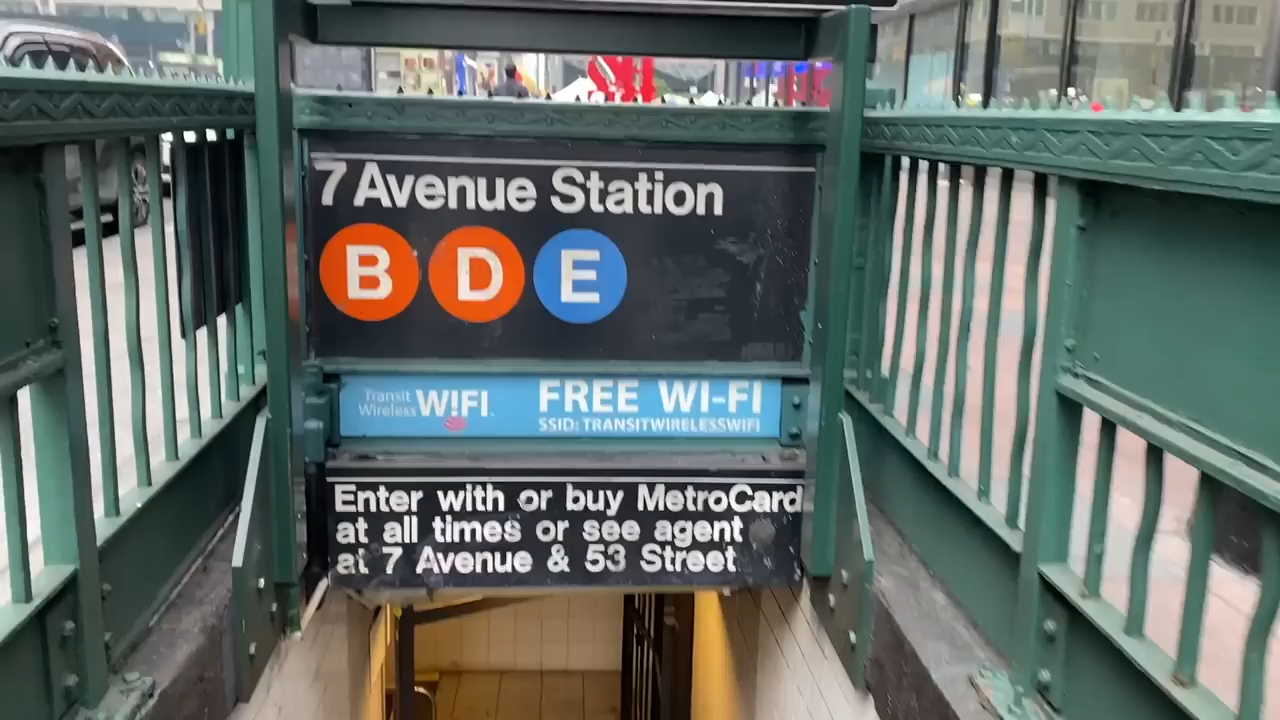 7 Avenue Station
B D E
Transit Wireless W!FI
FREE WI-FI
SSID: TRANSITWIRELESSWIFI
Enter with or buy MetroCard
at all times or see agent
at 7 Avenue & 53 Street